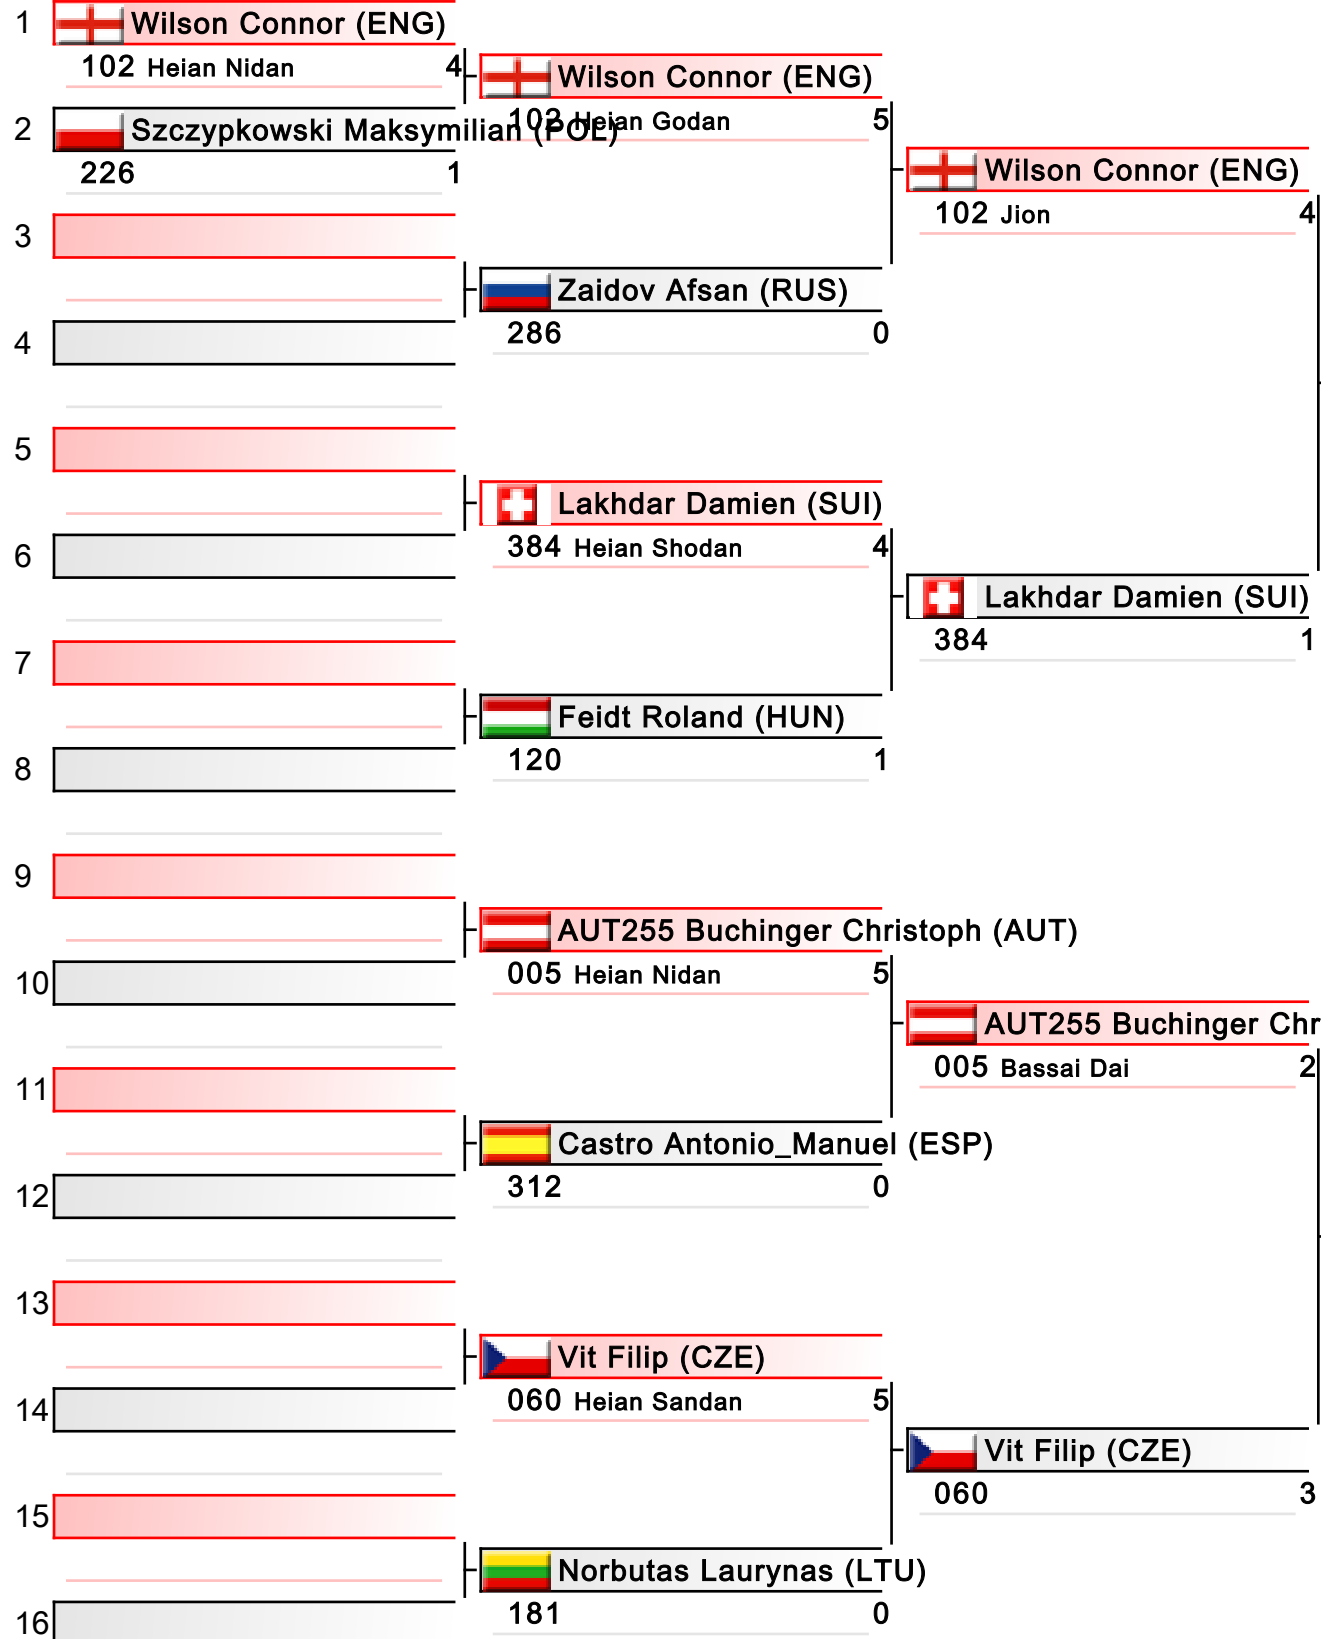 1
Wilson Connor (ENG)
102 Heian Nidan 4
2
Szczypkowski Maksymilian (POL)
226 1
3
4
5
6
7
8
9
10
11
12
13
14
15
16
Wilson Connor (ENG)
102 Heian Godan 5
Zaidov Afsan (RUS)
286 0
Lakhdar Damien (SUI)
384 Heian Shodan 4
Feidt Roland (HUN)
120 1
AUT255 Buchinger Christoph (AUT)
005 Heian Nidan 5
Castro Antonio_Manuel (ESP)
312 0
Vit Filip (CZE)
060 Heian Sandan 5
Norbutas Laurynas (LTU)
181 0
Wilson Connor (ENG)
102 Jion 4
Lakhdar Damien (SUI)
384 1
AUT255 Buchinger Chr
005 Bassai Dai 2
Vit Filip (CZE)
060 3